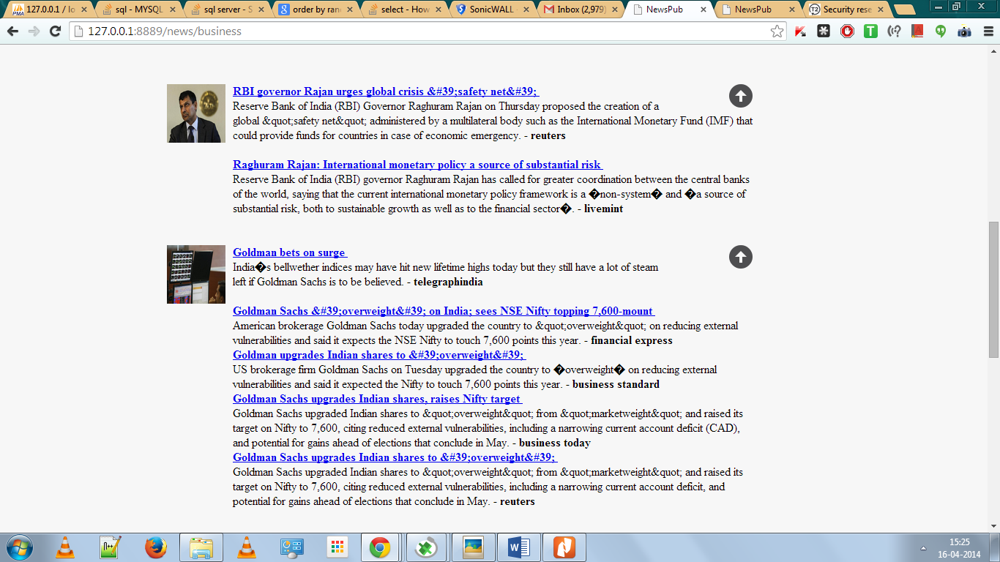 127.0.0.1 / lo
sql - MYSQL
sql server - S
order by ran
select - How
SonicWALL -
Inbox (2,979)
NewsPub
NewsPub
Security rese
127.0.0.1:8889/news/business
RBI governor Rajan urges global crisis &#39;safety net&#39;
Reserve Bank of India (RBI) Governor Raghuram Rajan on Thursday proposed the creation of a
global &quot;safety net&quot; administered by a multilateral body such as the International Monetary Fund (IMF) that
could provide funds for countries in case of economic emergency. - reuters
Raghuram Rajan: International monetary policy a source of substantial risk
Reserve Bank of India (RBI) governor Raghuram Rajan has called for greater coordination between the central banks
of the world, saying that the current international monetary policy framework is a �non-system� and �a source of
substantial risk, both to sustainable growth as well as to the financial sector�. - livemint
Goldman bets on surge
India�s bellwether indices may have hit new lifetime highs today but they still have a lot of steam
left if Goldman Sachs is to be believed. - telegraphindia
Goldman Sachs &#39;overweight&#39; on India; sees NSE Nifty topping 7,600-mount
American brokerage Goldman Sachs today upgraded the country to &quot;overweight&quot; on reducing external
vulnerabilities and said it expects the NSE Nifty to touch 7,600 points this year. - financial express
Goldman upgrades Indian shares to &#39;overweight&#39;
US brokerage firm Goldman Sachs on Tuesday upgraded the country to �overweight� on reducing external
vulnerabilities and said it expected the Nifty to touch 7,600 points this year. - business standard
Goldman Sachs upgrades Indian shares, raises Nifty target
Goldman Sachs upgraded Indian shares to &quot;overweight&quot; from &quot;marketweight&quot; and raised its
target on Nifty to 7,600, citing reduced external vulnerabilities, including a narrowing current account deficit (CAD),
and potential for gains ahead of elections that conclude in May. - business today
Goldman Sachs upgrades Indian shares to &#39;overweight&#39;
Goldman Sachs upgraded Indian shares to &quot;overweight&quot; from &quot;marketweight&quot; and raised its
target on Nifty to 7,600, citing reduced external vulnerabilities, including a narrowing current account deficit, and
potential for gains ahead of elections that conclude in May. - reuters
15:25
16-04-2014